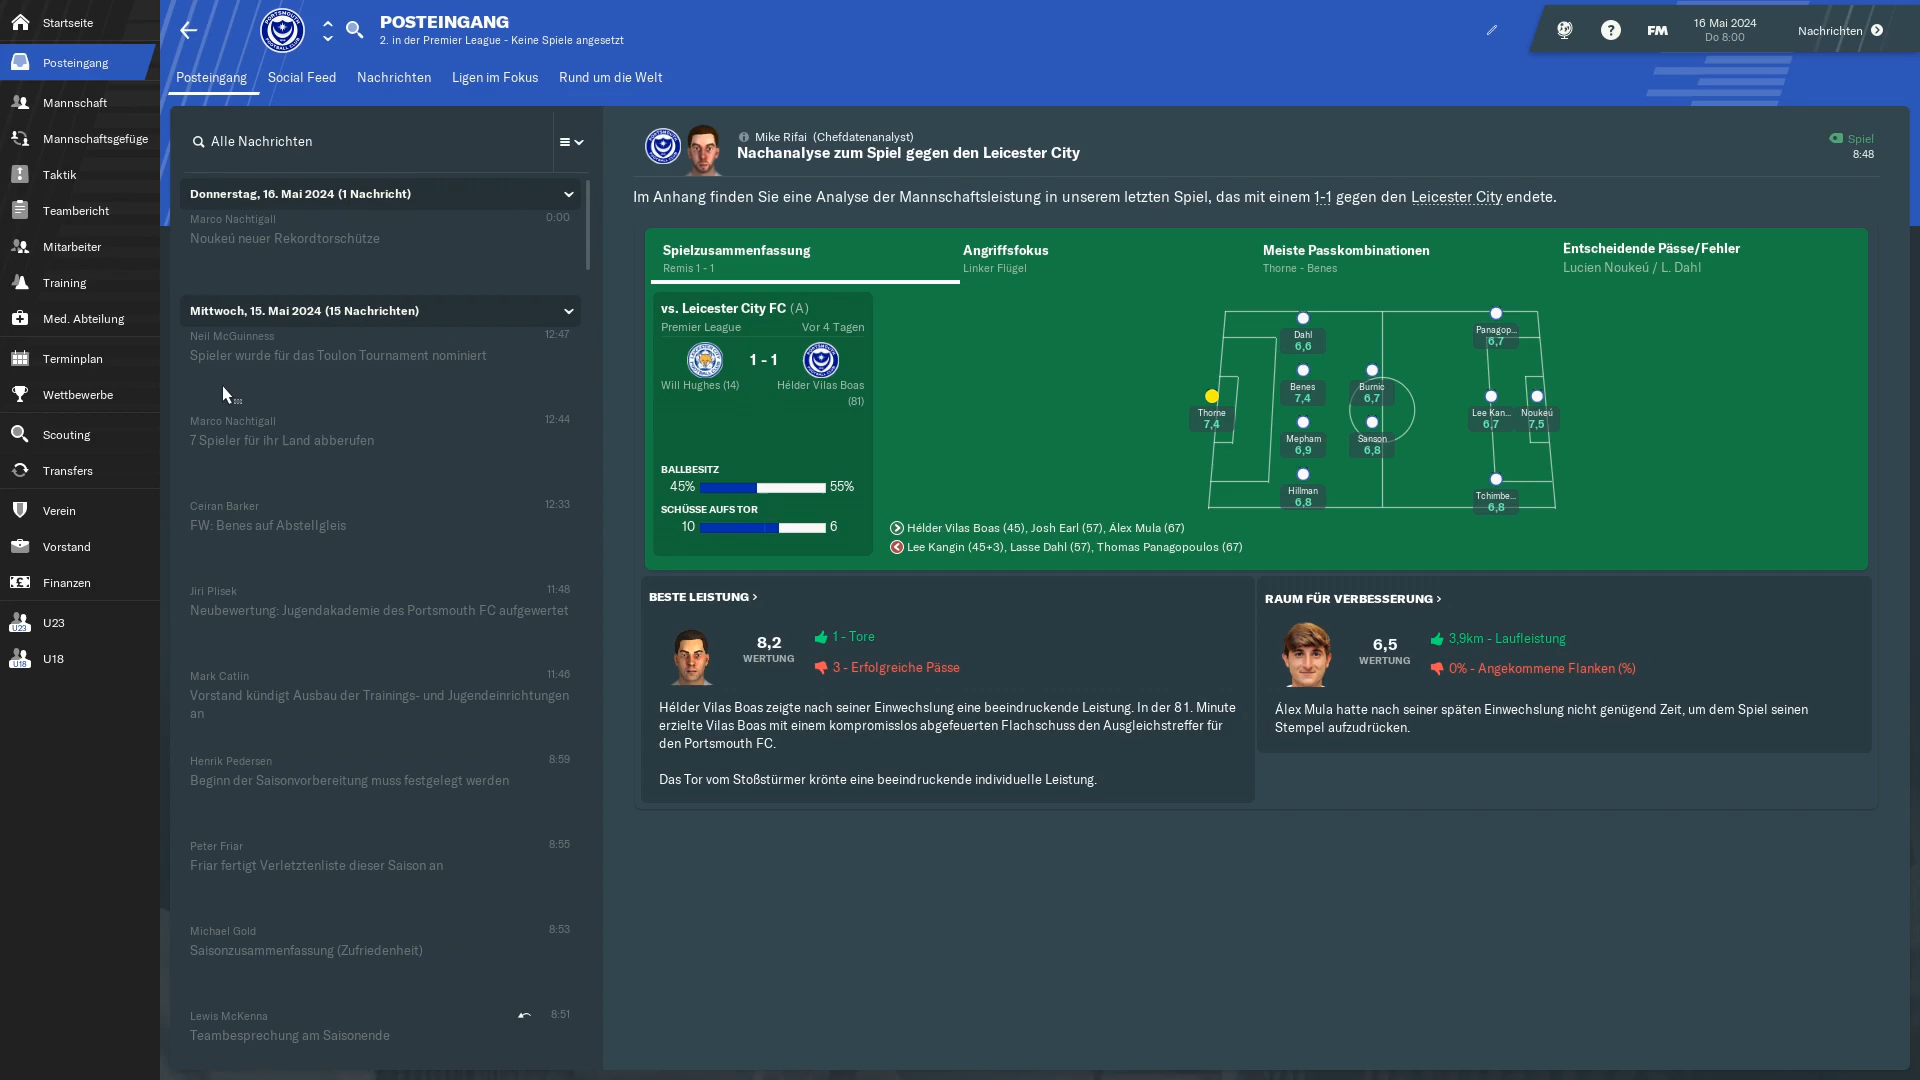 Startseite
Posteingang
Mannschaft
Mannschaftsgefüge
Taktik
Teambericht
Mitarbeiter
Training
Med. Abteilung
Terminplan
Wettbewerbe
Scouting
Transfers
Verein
Vorstand
Finanzen
U23
U23
U18
U18
POSTEINGANG
2. in der Premier League - Keine Spiele angesetzt
FM
16 Mai 2024
Do 8:00
Nachrichten
Posteingang Social Feed Nachrichten Ligen im Fokus Rund um die Welt
Alle Nachrichten
Donnerstag, 16. Mai 2024 (1 Nachricht)
Marco Nachtigall 0:00
Noukeú neuer Rekordtorschütze
Mittwoch, 15. Mai 2024 (15 Nachrichten)
Neil McGuinness 12:47
Spieler wurde für das Toulon Tournament nominiert
Marco Nachtigall 12:44
7 Spieler für ihr Land abberufen
Ceiran Barker 12:33
FW: Benes auf Abstellgleis
Jiri Plisek 11:48
Neubewertung: Jugendakademie des Portsmouth FC aufgewertet
Mark Catlin 11:46
Vorstand kündigt Ausbau der Trainings- und Jugendeinrichtungen
an
Henrik Pedersen 8:59
Beginn der Saisonvorbereitung muss festgelegt werden
Peter Friar 8:55
Friar fertigt Verletztenliste dieser Saison an
Michael Gold 8:53
Saisonzusammenfassung (Zufriedenheit)
Lewis McKenna 8:51
Teambesprechung am Saisonende
Mike Rifai (Chefdatenanalyst)
Nachanalyse zum Spiel gegen den Leicester City
Spiel
8:48
Im Anhang finden Sie eine Analyse der Mannschaftsleistung in unserem letzten Spiel, das mit einem 1-1 gegen den Leicester City endete.
Spielzusammenfassung
Remis 1 - 1
Angriffsfokus
Linker Flügel
Meiste Passkombinationen
Thorne - Benes
Entscheidende Pässe/Fehler
Lucien Noukeú / L. Dahl
vs. Leicester City FC (A)
Premier League Vor 4 Tagen
1 - 1
Will Hughes (14) Hélder Vilas Boas
(81)
BALLBESITZ
45% 55%
SCHÜSSE AUFS TOR
10 6
Thorne
7,4
Dahl
6,6
Benes
7,4
Mepham
6,9
Hillman
6,8
Burnic
6,7
Sanson
6,8
Panagop...
6,7
Lee Kan...
6,7
Noukeú
7,5
Tchimbe...
6,8
Hélder Vilas Boas (45), Josh Earl (57), Álex Mula (67)
Lee Kangin (45+3), Lasse Dahl (57), Thomas Panagopoulos (67)
BESTE LEISTUNG >
8,2
WERTUNG
1 - Tore
3 - Erfolgreiche Pässe
Hélder Vilas Boas zeigte nach seiner Einwechslung eine beeindruckende Leistung. In der 81. Minute
erzielte Vilas Boas mit einem kompromisslos abgefeuerten Flachschuss den Ausgleichstreffer für
den Portsmouth FC.
Das Tor vom Stoßstürmer krönte eine beeindruckende individuelle Leistung.
RAUM FÜR VERBESSERUNG >
6,5
WERTUNG
3,9km - Laufleistung
0% - Angekommene Flanken (%)
Álex Mula hatte nach seiner späten Einwechslung nicht genügend Zeit, um dem Spiel seinen
Stempel aufzudrücken.